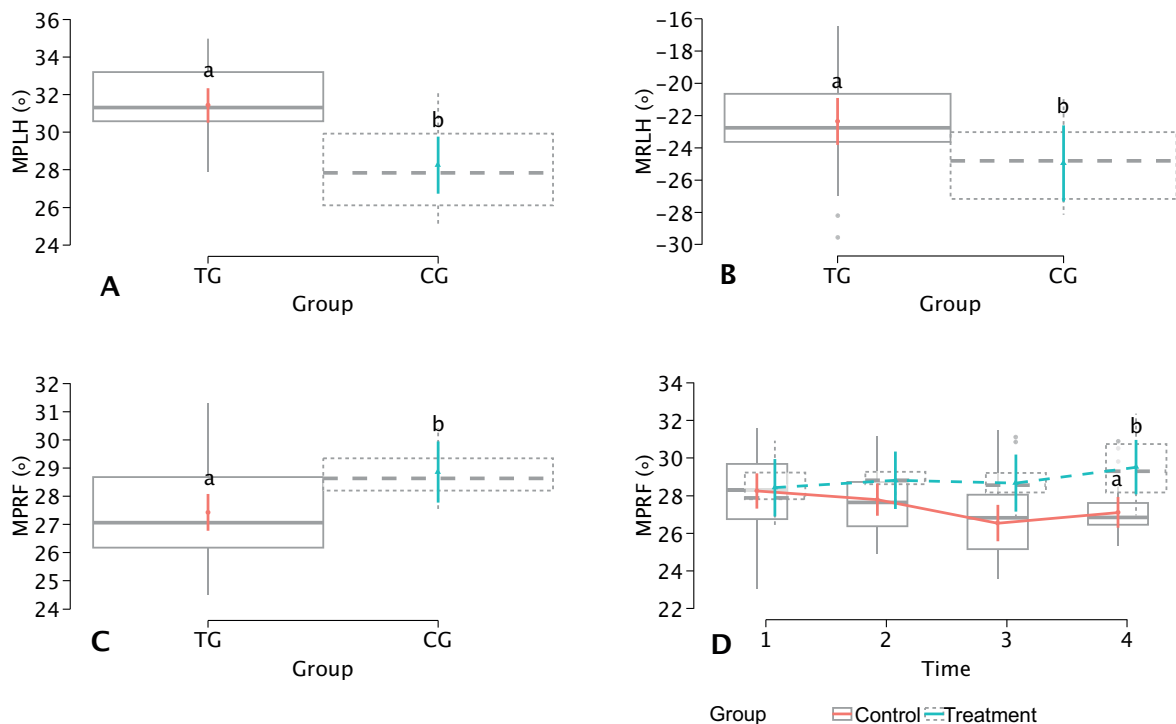 MPLH (○)
36
34
32
30
28
26
24
a
b
TG
CG
Group
A
MRLH (○)
−16
−18
−20
−22
−24
−26
−28
−30
a
b
TG
CG
Group
B
MPRF (○)
32
31
30
29
28
27
26
25
24
a
b
TG
CG
Group
C
MPRF (○)
34
32
30
28
26
24
22
a
b
1
2
3
4
Time
D
Group Control Treatment